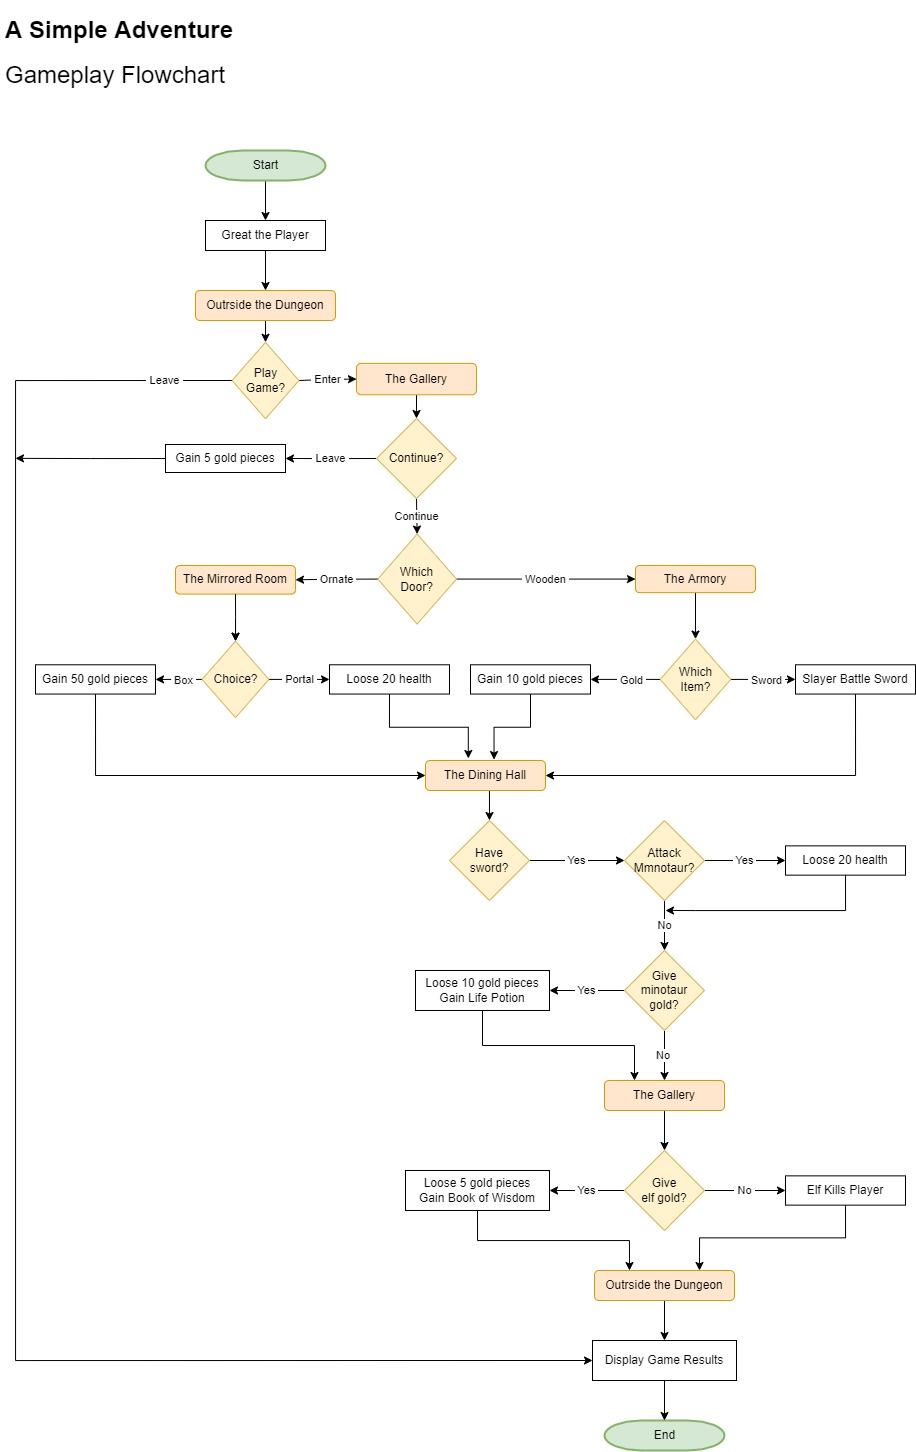 A Simple Adventure
Gameplay Flowchart
Start
Great the Player
Outrside the Dungeon
Play
Game?
Leave
Enter
The Gallery
Continue?
Leave
Gain 5 gold pieces
Continue
Which
Door?
Ornate
The Mirrored Room
Wooden
The Armory
Gain 50 gold pieces
Box
Choice?
Portal
Loose 20 health
Gain 10 gold pieces
Gold
Which
Item?
Sword
Slayer Battle Sword
The Dining Hall
Have
sword?
Yes
Attack
Mmnotaur?
Yes
Loose 20 health
No
Give
minotaur
gold?
Yes
Loose 10 gold pieces
Gain Life Potion
No
The Gallery
Loose 5 gold pieces
Gain Book of Wisdom
Yes
Give
elf gold?
No
Elf Kills Player
Outrside the Dungeon
Display Game Results
End